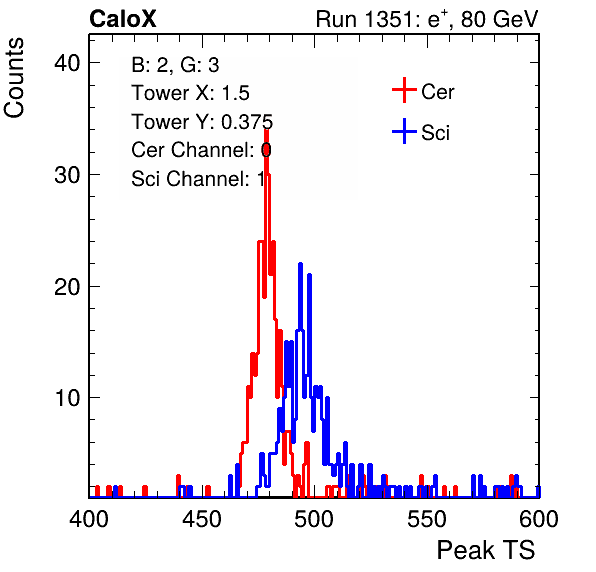 CaloX Run 1351: e⁺, 80 GeV
Counts
B: 2, G: 3
Tower X: 1.5
Tower Y: 0.375
Cer Channel: 0
Sci Channel: 1
Cer
Sci
40
30
20
10
400 450 500 550 600
Peak TS